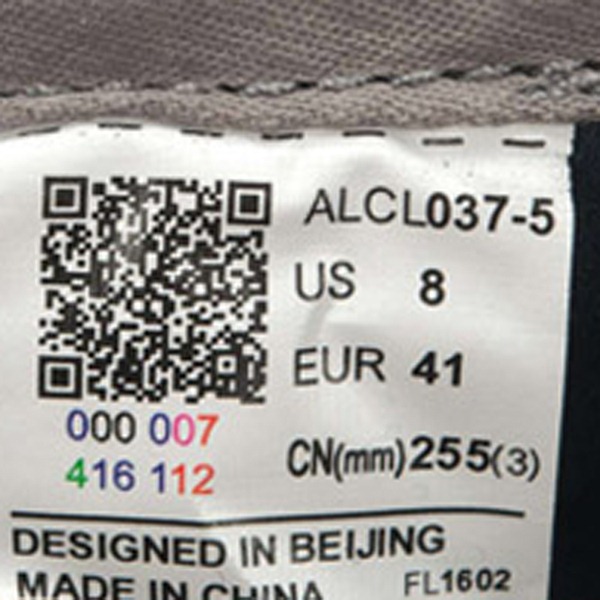 ALCL037-5
US 8
EUR 41
CN(mm)255(3)
000 007
416 112
DESIGNED IN BEIJING
MADE IN CHINA FL1602